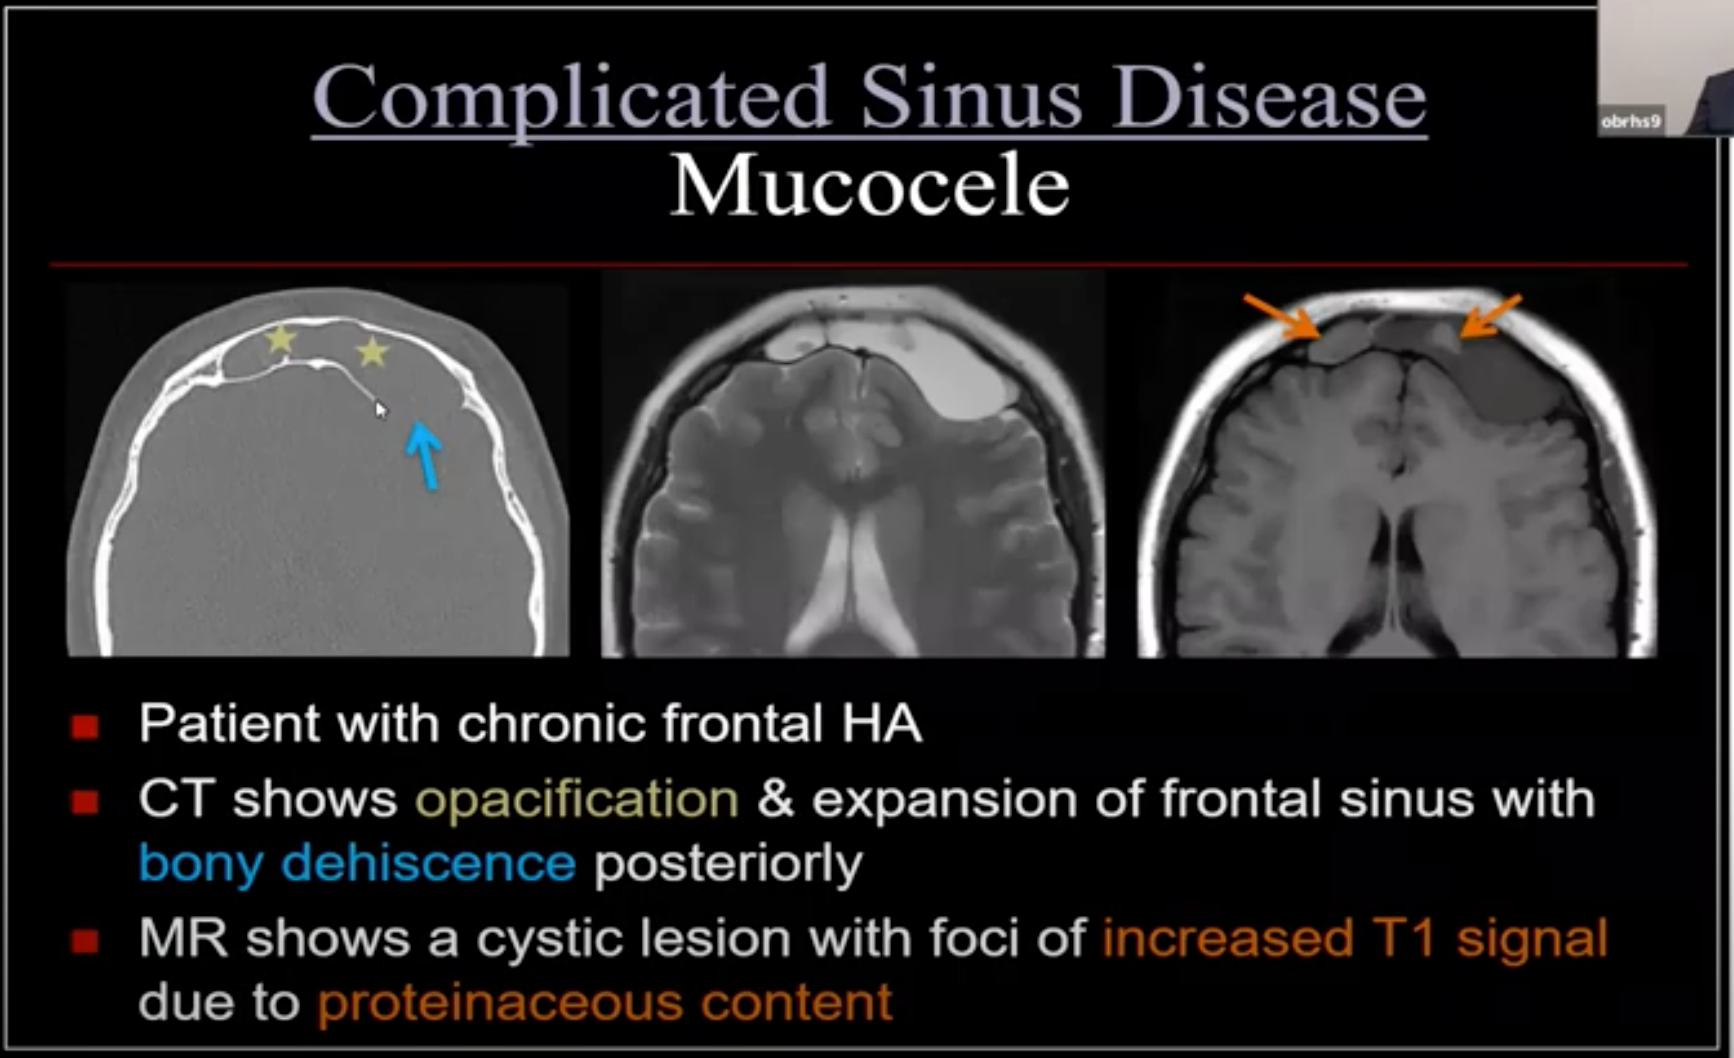 Complicated Sinus Disease
Mucocele
obrhs9
Patient with chronic frontal HA
CT shows opacification & expansion of frontal sinus with
bony dehiscence posteriorly
MR shows a cystic lesion with foci of increased T1 signal
due to proteinaceous content